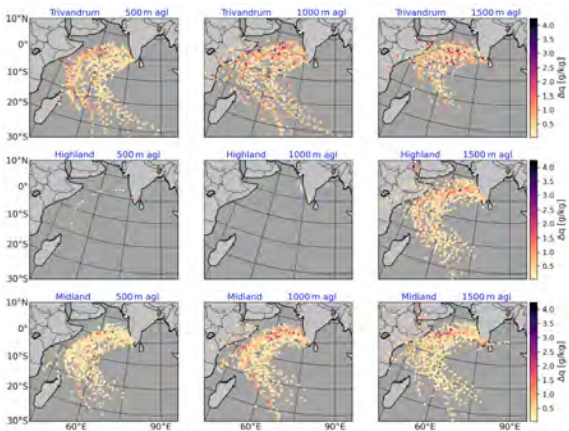 Trivandrum 500 m agl Trivandrum 1000 m agl Trivandrum 1500 m agl
10°N
0°
10°S
20°S
30°S
4.0
3.5
3.0
2.5
2.0
1.5
1.0
0.5
Δq [g/kg]
Highland 500 m agl Highland 1000 m agl Highland 1500 m agl
10°N
0°
10°S
20°S
30°S
4.0
3.5
3.0
2.5
2.0
1.5
1.0
0.5
Δq [g/kg]
Midland 500 m agl Midland 1000 m agl Midland 1500 m agl
10°N
0°
10°S
20°S
30°S
4.0
3.5
3.0
2.5
2.0
1.5
1.0
0.5
Δq [g/kg]
60°E 90°E 60°E 90°E 60°E 90°E